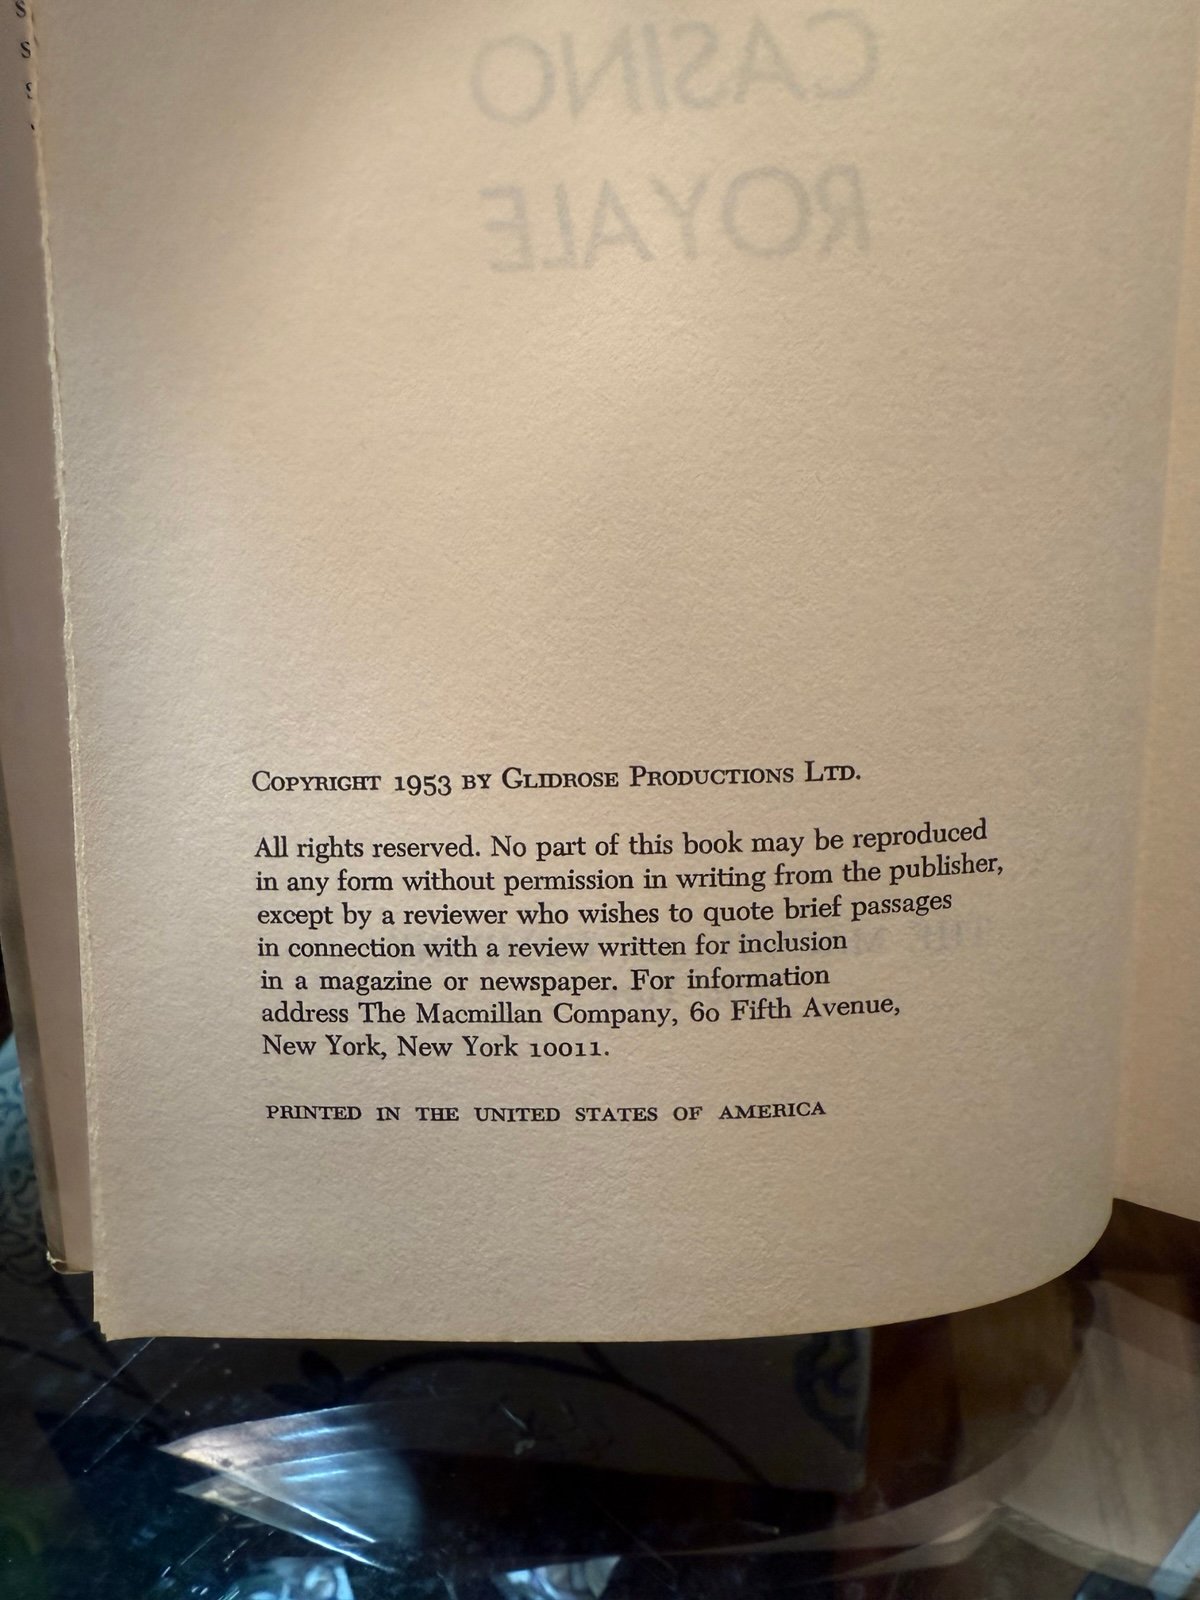 CASINO
ROYALE
COPYRIGHT 1953 BY GLIDROSE PRODUCTIONS LTD.
All rights reserved. No part of this book may be reproduced
in any form without permission in writing from the publisher,
except by a reviewer who wishes to quote brief passages
in connection with a review written for inclusion
in a magazine or newspaper. For information
address The Macmillan Company, 60 Fifth Avenue,
New York, New York 10011.
PRINTED IN THE UNITED STATES OF AMERICA